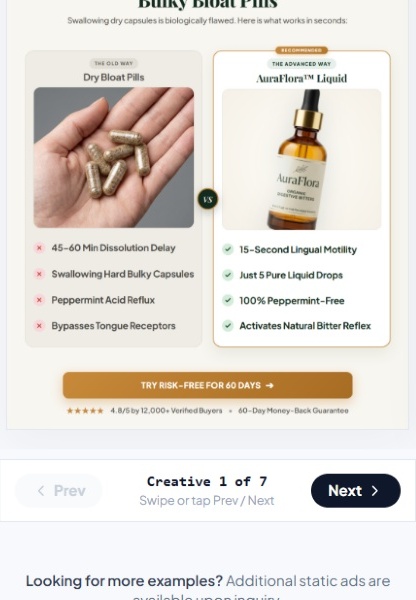 Bulky Bloat Pills
Swallowing dry capsules is biologically flawed. Here is what works in seconds:
THE OLD WAY
Dry Bloat Pills
45–60 Min Dissolution Delay
Swallowing Hard Bulky Capsules
Peppermint Acid Reflux
Bypasses Tongue Receptors
VS
RECOMMENDED
THE ADVANCED WAY
AuraFlora™ Liquid
AuraFlora
ORGANIC
DIGESTIVE BITTERS
15-Second Lingual Motility
Just 5 Pure Liquid Drops
100% Peppermint-Free
Activates Natural Bitter Reflex
TRY RISK-FREE FOR 60 DAYS →
★★★★★ 4.8/5 by 12,000+ Verified Buyers • 60-Day Money-Back Guarantee
Prev
Creative 1 of 7
Swipe or tap Prev / Next
Next
Looking for more examples? Additional static ads are
available upon inquiry